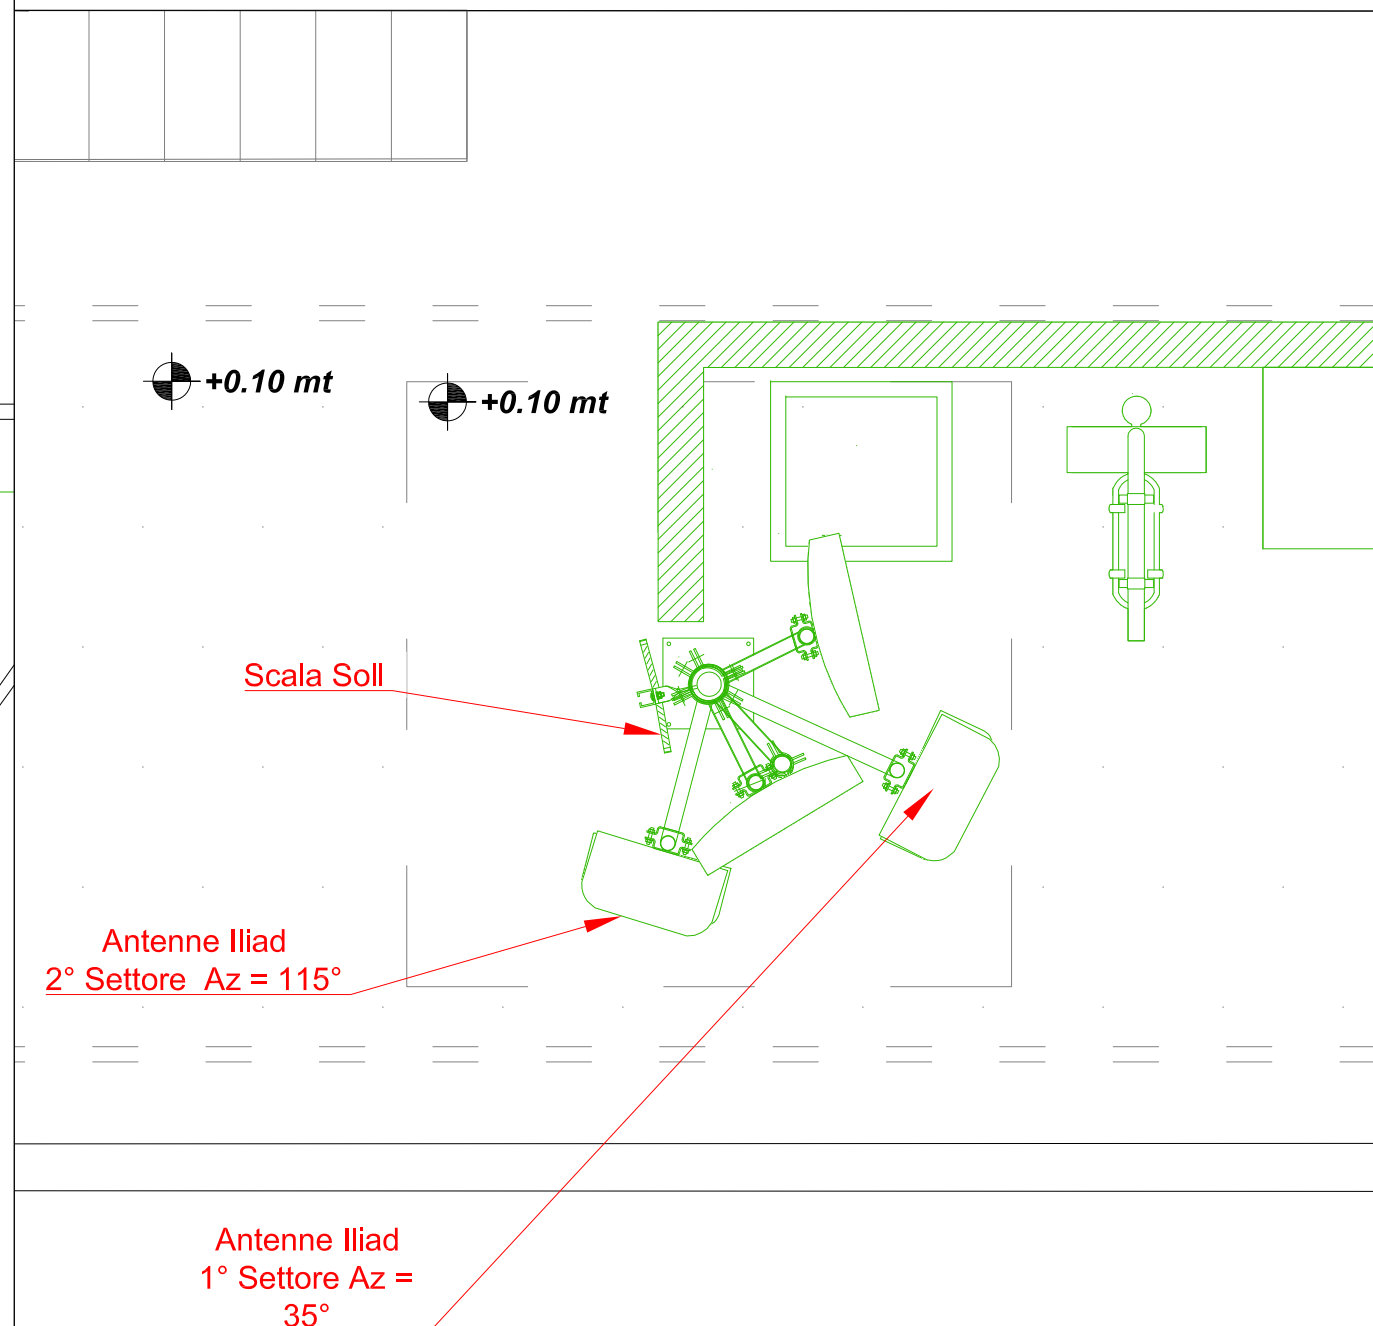 +0.10 mt
+0.10 mt
Scala Soll
Antenne Iliad
2° Settore  Az = 115°
Antenne Iliad
1° Settore Az =
35°